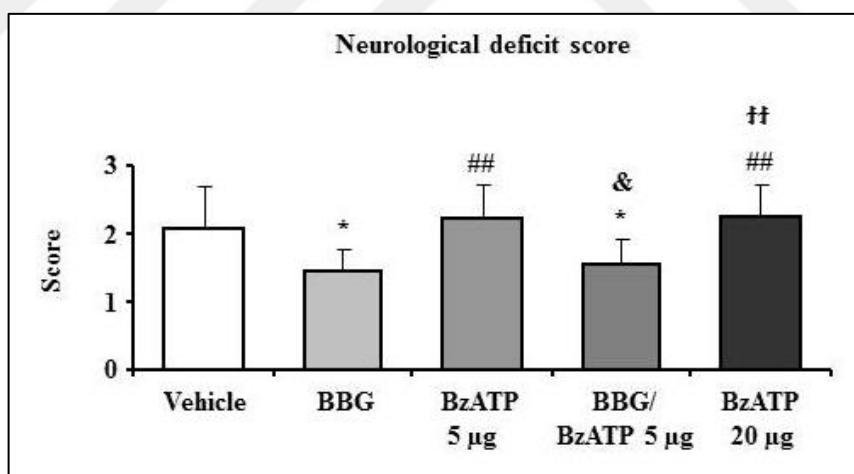 Neurological deficit score
ǂǂ
## & ##
* *
3
2
1
0
Score
Vehicle BBG BzATP BBG/ BzATP
5 µg BzATP 5 µg 20 µg